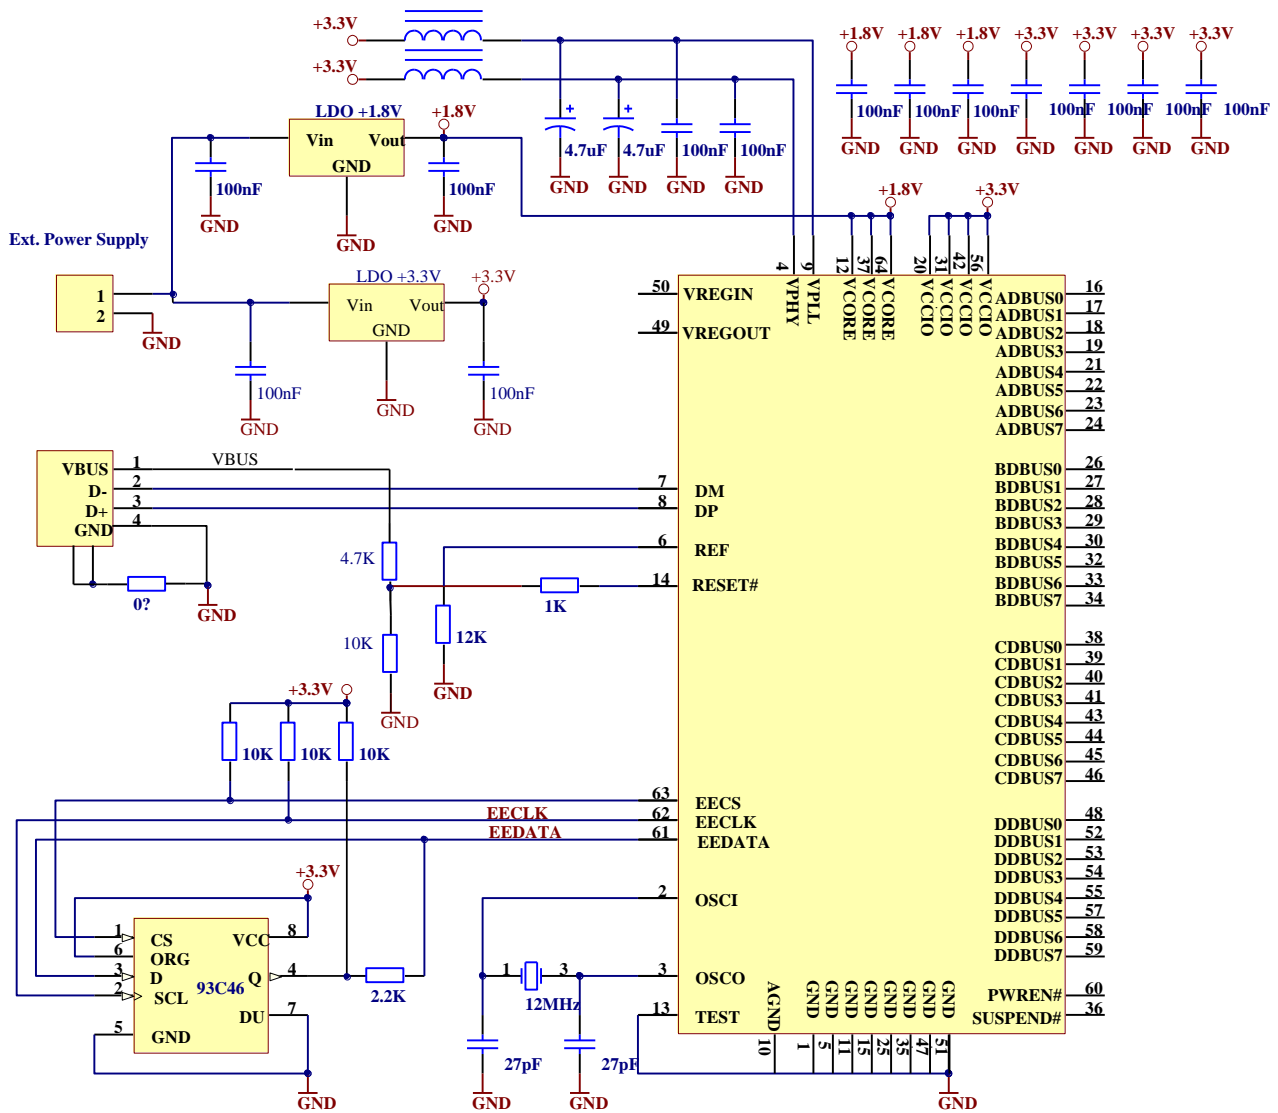 +3.3V
+3.3V
4.7uF
4.7uF
100nF
100nF
GND
GND
GND
GND
+1.8V
+1.8V
+1.8V
+3.3V
+3.3V
+3.3V
+3.3V
100nF
100nF
100nF
100nF
100nF
100nF
100nF
GND
GND
GND
GND
GND
GND
GND
LDO +1.8V
+1.8V
Vin
Vout
GND
100nF
100nF
GND
GND
GND
Ext. Power Supply
1
2
GND
LDO +3.3V
+3.3V
Vin
Vout
GND
100nF
100nF
GND
GND
GND
+1.8V
+3.3V
4
9
12
37
64
20
31
42
56
VPHY
VPLL
VCORE
VCORE
VCORE
VCCIO
VCCIO
VCCIO
VCCIO
50
VREGIN
49
VREGOUT
ADBUS0
16
ADBUS1
17
ADBUS2
18
ADBUS3
19
ADBUS4
21
ADBUS5
22
ADBUS6
23
ADBUS7
24
BDBUS0
26
BDBUS1
27
BDBUS2
28
BDBUS3
29
BDBUS4
30
BDBUS5
32
BDBUS6
33
BDBUS7
34
CDBUS0
38
CDBUS1
39
CDBUS2
40
CDBUS3
41
CDBUS4
43
CDBUS5
44
CDBUS6
45
CDBUS7
46
DDBUS0
48
DDBUS1
52
DDBUS2
53
DDBUS3
54
DDBUS4
55
DDBUS5
57
DDBUS6
58
DDBUS7
59
PWREN#
60
SUSPEND#
36
VBUS
1
VBUS
D-
2
D+
3
GND
4
0?
GND
7
DM
8
DP
6
REF
14
RESET#
4.7K
1K
10K
12K
GND
GND
+3.3V
10K
10K
10K
63
EECS
EECLK
62
EECLK
EEDATA
61
EEDATA
+3.3V
1
CS
6
ORG
3
D
2
SCL
5
GND
93C46
VCC
8
Q
4
DU
7
2.2K
GND
2
OSCI
3
OSCO
13
TEST
1
3
12MHz
27pF
27pF
GND
GND
AGND
GND
GND
GND
GND
GND
GND
GND
GND
10
1
5
11
15
25
35
47
51
GND